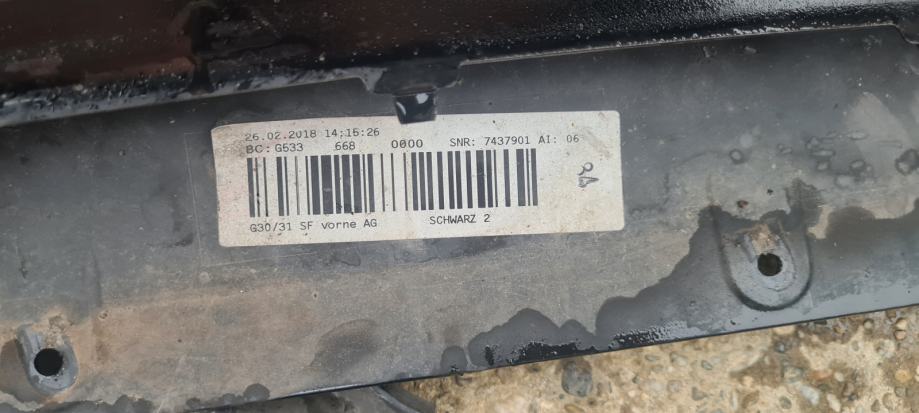 26.02.2018 14:15:26
BC: G533 668 0000 SNR: 7437901 AI: 06
G30/31 SF vorne AG SCHWARZ 2